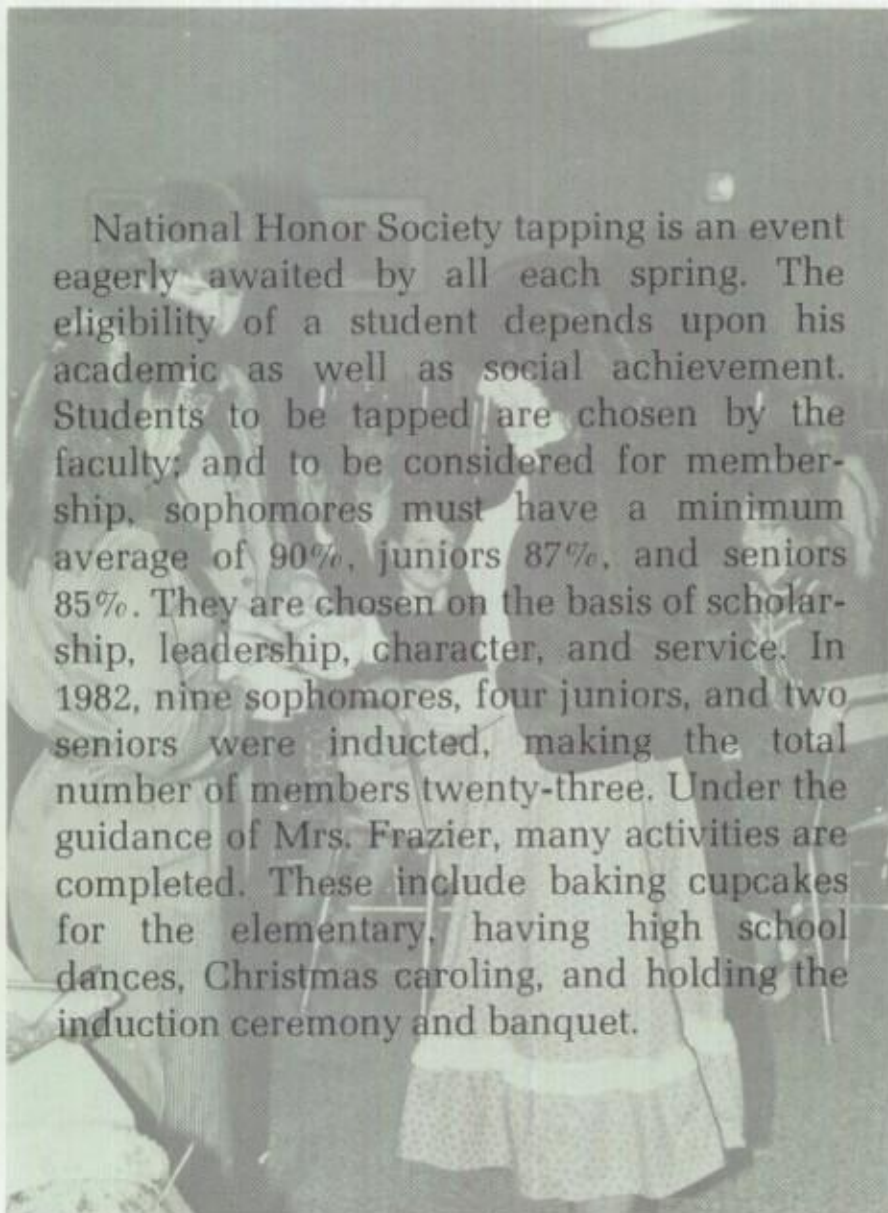 National Honor Society tapping is an event
eagerly awaited by all each spring. The
eligibility of a student depends upon his
academic as well as social achievement.
Students to be tapped are chosen by the
faculty; and to be considered for member-
ship, sophomores must have a minimum
average of 90%, juniors 87%, and seniors
85%. They are chosen on the basis of scholar-
ship, leadership, character, and service. In
1982, nine sophomores, four juniors, and two
seniors were inducted, making the total
number of members twenty-three. Under the
guidance of Mrs. Frazier, many activities are
completed. These include baking cupcakes
for the elementary, having high school
dances, Christmas caroling, and holding the
induction ceremony and banquet.